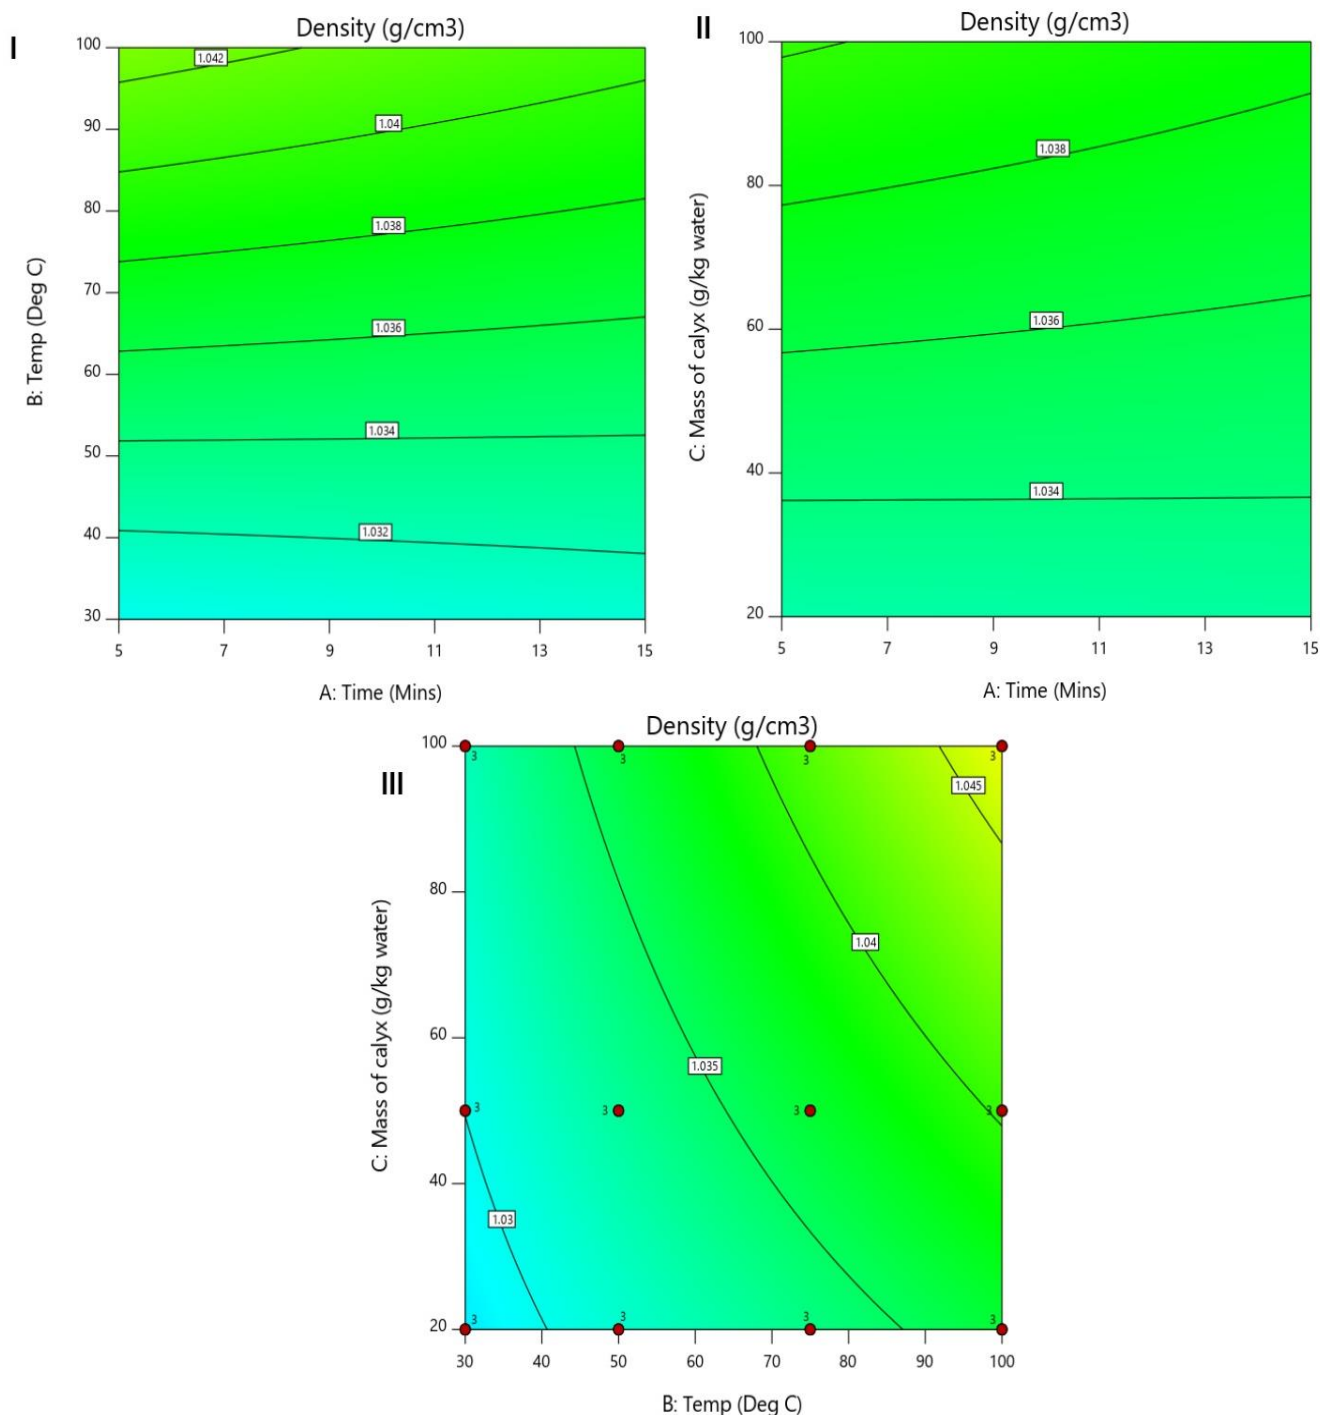 I
Density (g/cm3)
100
90
80
70
60
50
40
30
B: Temp (Deg C)
1.042
1.04
1.038
1.036
1.034
1.032
5 7 9 11 13 15
A: Time (Mins)
II
Density (g/cm3)
100
80
60
40
20
C: Mass of calyx (g/kg water)
1.038
1.036
1.034
5 7 9 11 13 15
A: Time (Mins)
III
Density (g/cm3)
100
80
60
40
20
C: Mass of calyx (g/kg water)
3 3 3 3
1.045
1.04
1.035
3 3 3 3
1.03
3 3 3 3
30 40 50 60 70 80 90 100
B: Temp (Deg C)